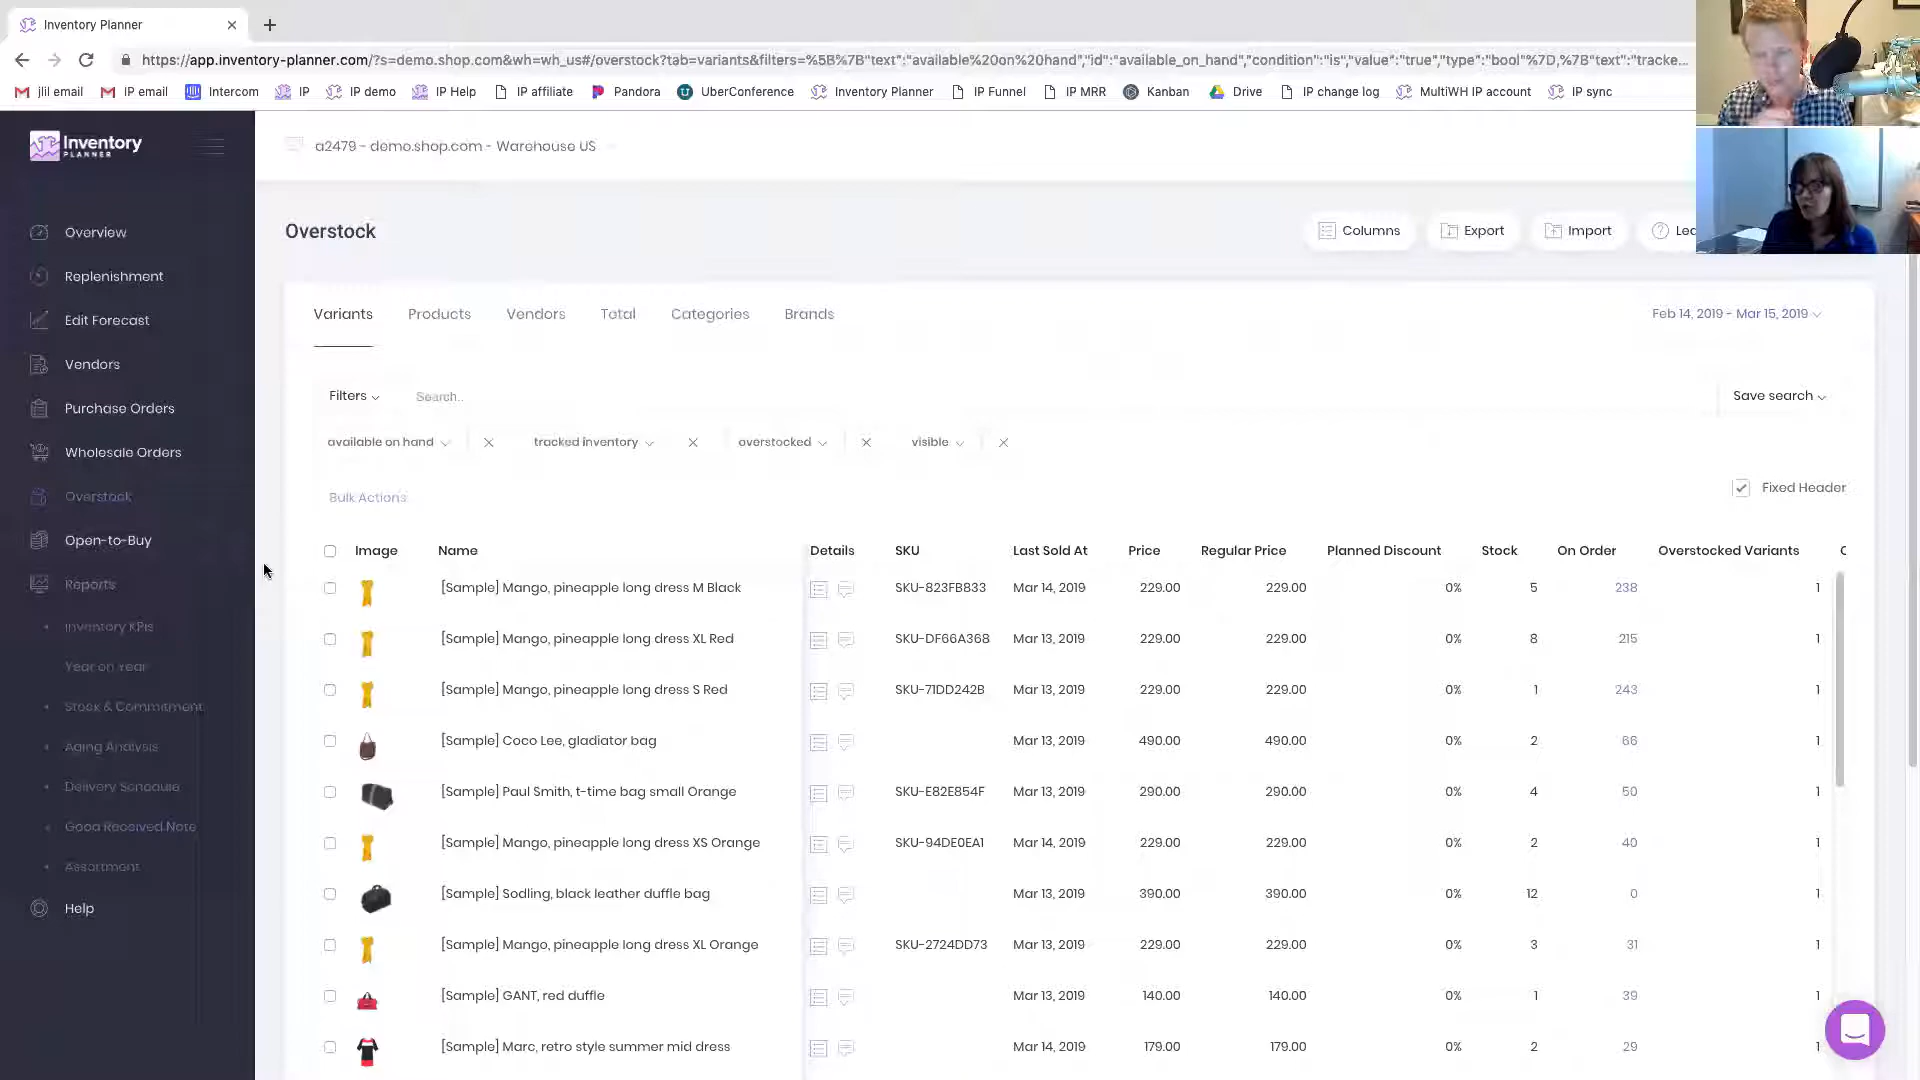 Inventory Planner
https://app.inventory-planner.com/?s=demo.shop.com&wh=wh_us#/overstock?tab=variants&filters=%5B%7B"text":"available%20on%20hand","id":"available_on_hand","condition":"is","value":"true","type":"bool"%7D,%7B"text":"tracke...
jlil email IP email Intercom IP IP demo IP Help IP affiliate Pandora UberConference Inventory Planner IP Funnel IP MRR Kanban Drive IP change log MultiWH IP account IP sync
Inventory
PLANNER
a2479 - demo.shop.com - Warehouse US
Overview
Replenishment
Edit Forecast
Vendors
Purchase Orders
Wholesale Orders
Overstock
Open-to-Buy
Reports
Inventory KPIs
Year on Year
Stock & Commitment
Aging Analysis
Delivery Schedule
Good Received Note
Assortment
Help
Overstock
Columns Export Import Lea
Variants Products Vendors Total Categories Brands
Feb 14, 2019 - Mar 15, 2019
Filters Search.. Save search
available on hand tracked inventory overstocked visible
Bulk Actions
Fixed Header
Image Name Details SKU Last Sold At Price Regular Price Planned Discount Stock On Order Overstocked Variants
[Sample] Mango, pineapple long dress M Black SKU-823FB833 Mar 14, 2019 229.00 229.00 0% 5 238 1
[Sample] Mango, pineapple long dress XL Red SKU-DF66A368 Mar 13, 2019 229.00 229.00 0% 8 215 1
[Sample] Mango, pineapple long dress S Red SKU-71DD242B Mar 13, 2019 229.00 229.00 0% 1 243 1
[Sample] Coco Lee, gladiator bag Mar 13, 2019 490.00 490.00 0% 2 66 1
[Sample] Paul Smith, t-time bag small Orange SKU-E82E854F Mar 13, 2019 290.00 290.00 0% 4 50 1
[Sample] Mango, pineapple long dress XS Orange SKU-94DE0EA1 Mar 14, 2019 229.00 229.00 0% 2 40 1
[Sample] Sodling, black leather duffle bag Mar 13, 2019 390.00 390.00 0% 12 0 1
[Sample] Mango, pineapple long dress XL Orange SKU-2724DD73 Mar 13, 2019 229.00 229.00 0% 3 31 1
[Sample] GANT, red duffle Mar 13, 2019 140.00 140.00 0% 1 39 1
[Sample] Marc, retro style summer mid dress Mar 14, 2019 179.00 179.00 0% 2 29 1